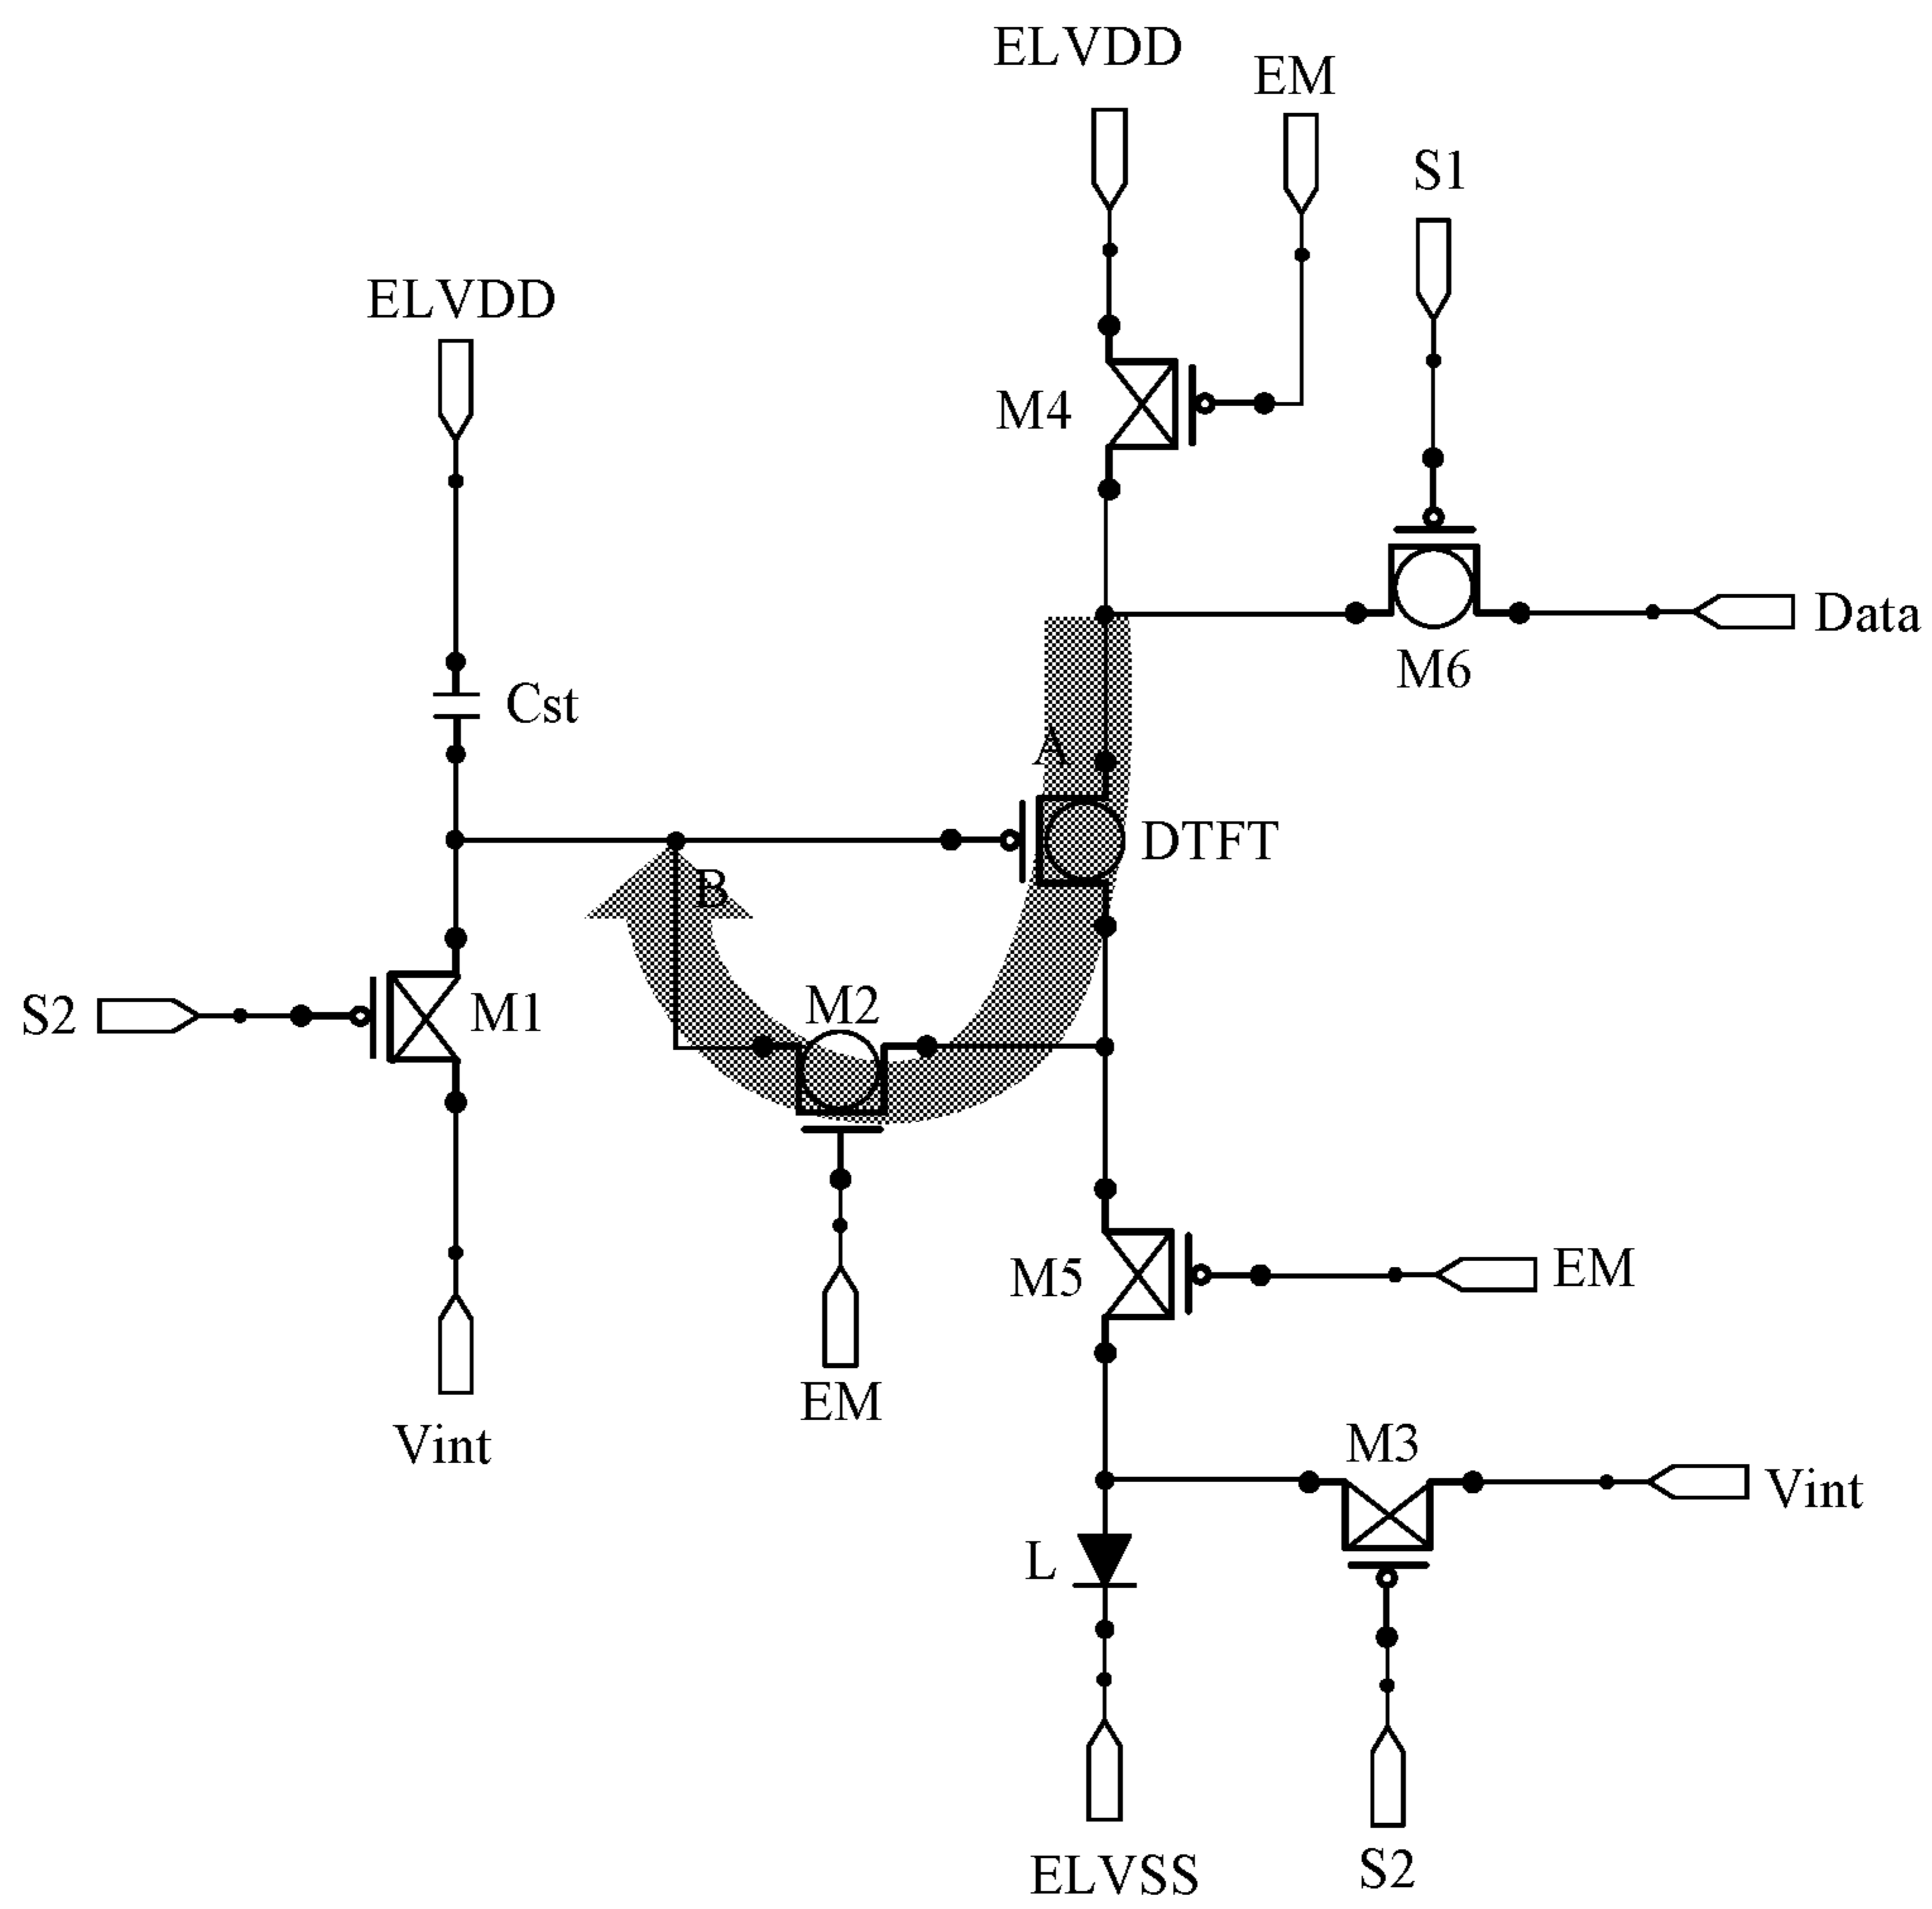 ELVDD
EM
S1
ELVDD
M4
Data
M6
Cst
A
DTFT
B
M2
S2
M1
M5
EM
EM
Vint
M3
Vint
L
ELVSS
S2